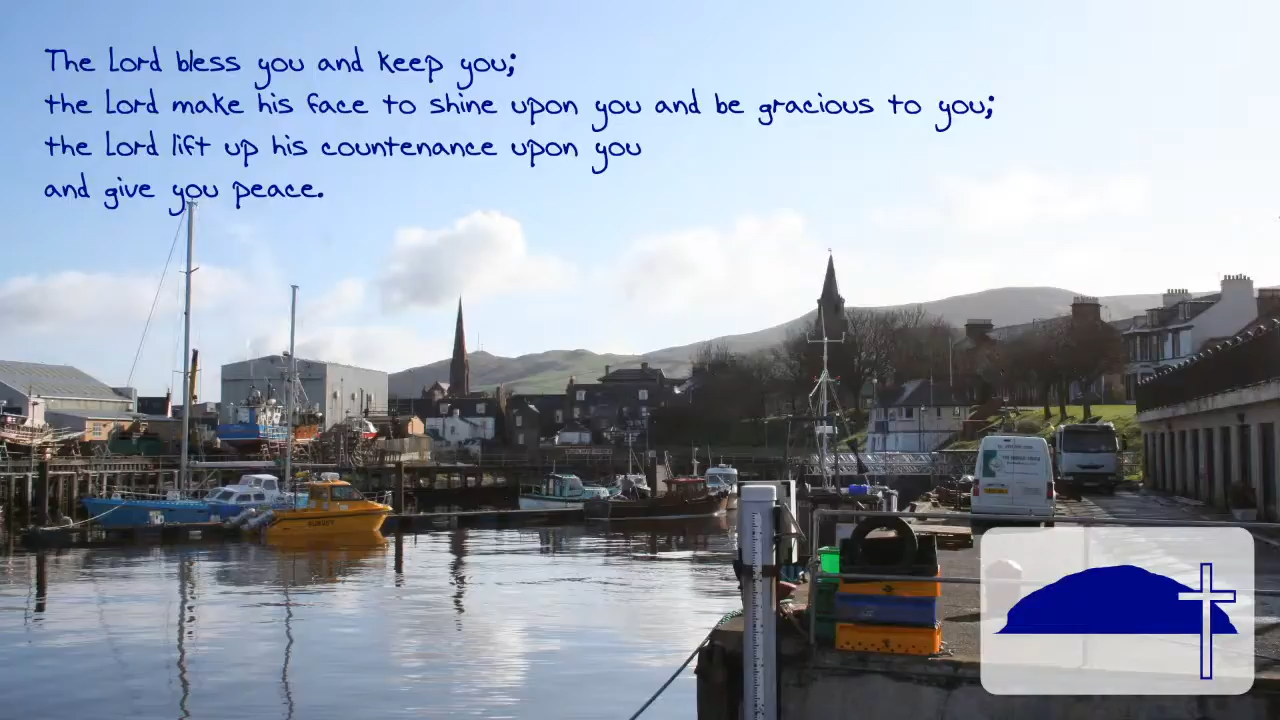 The Lord bless you and keep you;
the Lord make his face to shine upon you and be gracious to you;
the Lord lift up his countenance upon you
and give you peace.
SURVEY